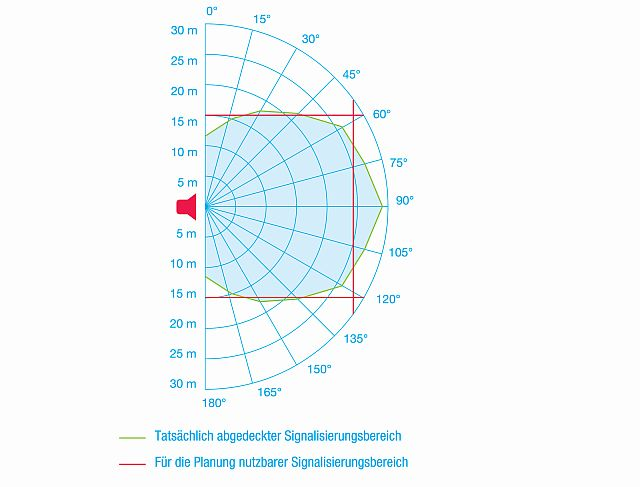 0°
15°
30 m
30°
25 m
45°
20 m
60°
15 m
75°
10 m
5 m
90°
5 m
105°
10 m
15 m
120°
20 m
135°
25 m
150°
30 m
165°
180°
Tatsächlich abgedeckter Signalisierungsbereich
Für die Planung nutzbarer Signalisierungsbereich